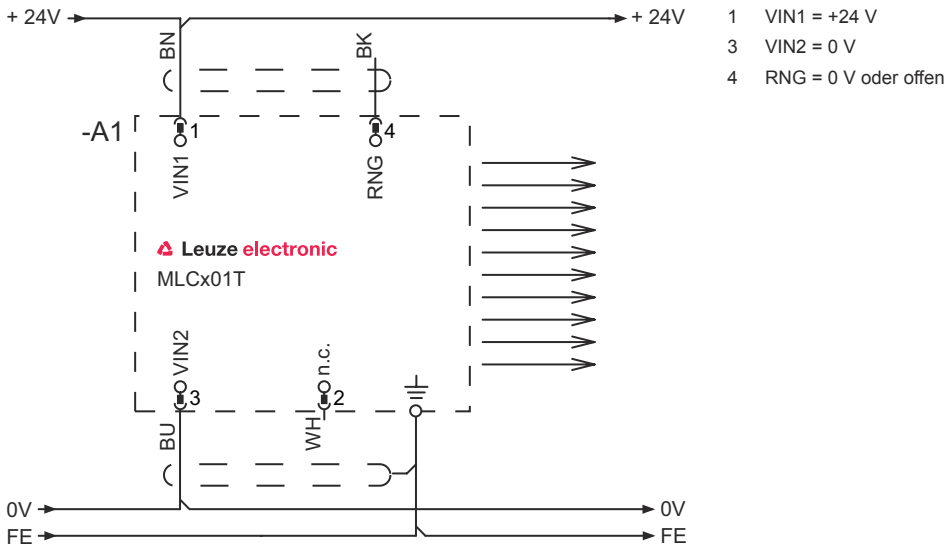 + 24V
+ 24V
1 VIN1 = +24 V
3 VIN2 = 0 V
4 RNG = 0 V oder offen
BN
BK
-A1
1
4
VIN1
RNG
Leuze electronic
MLCx01T
VIN2
n.c.
3
2
BU
WH
0V
0V
FE
FE